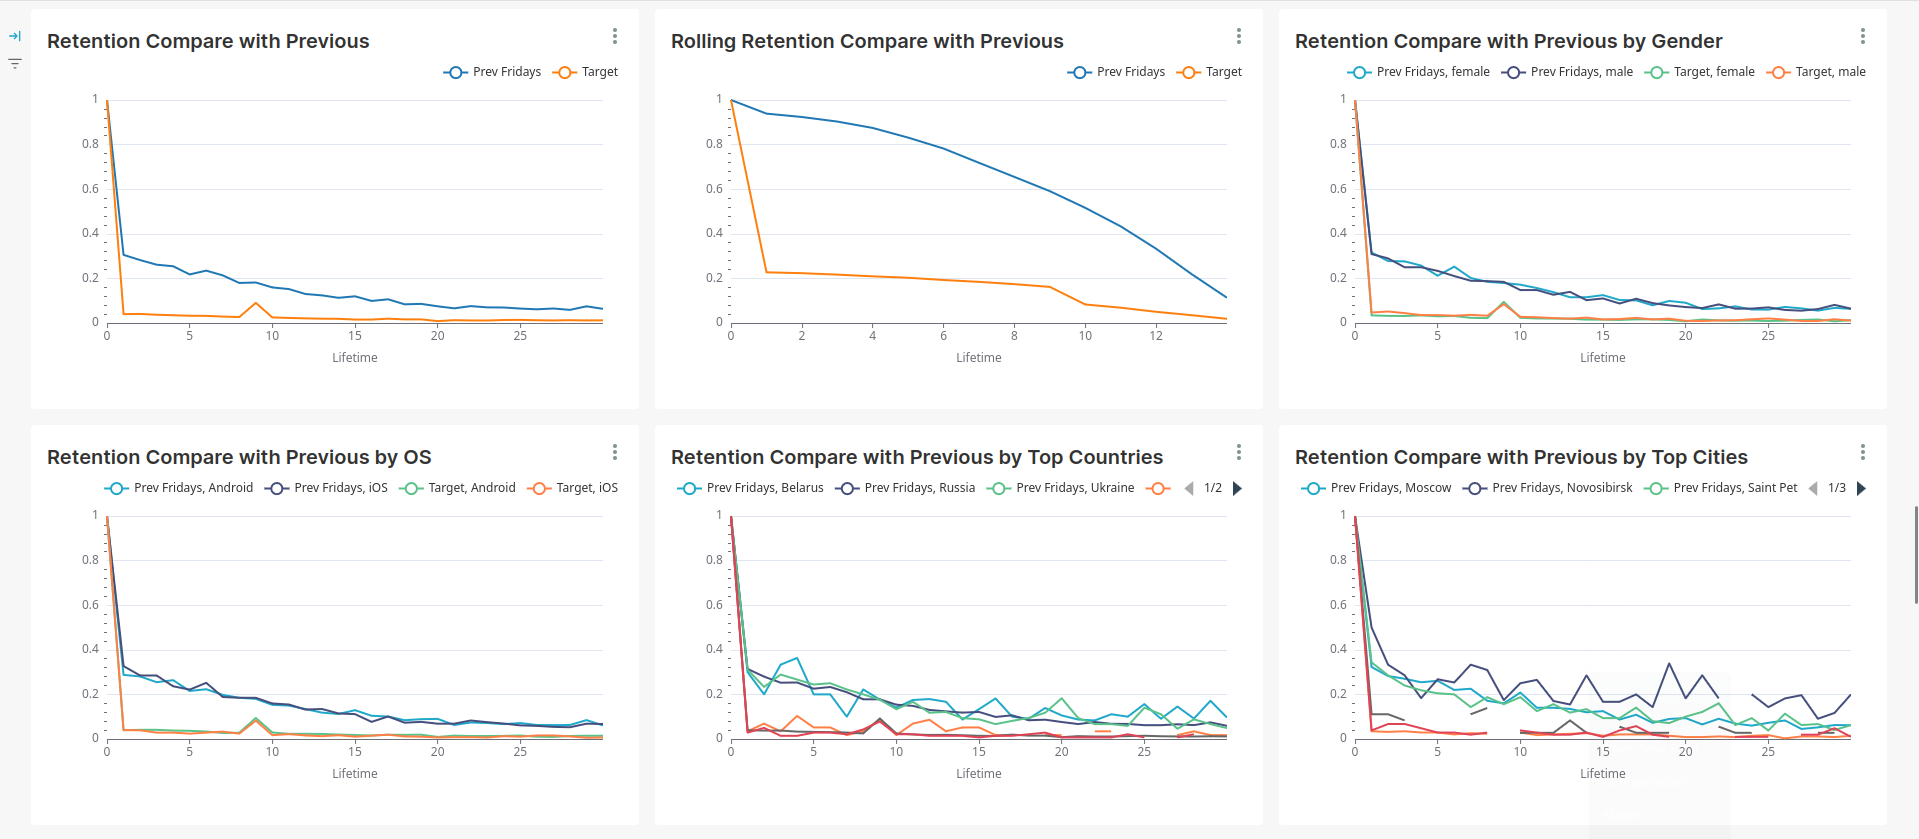 Retention Compare with Previous
Prev Fridays Target
1
0.8
0.6
0.4
0.2
0
0 5 10 15 20 25
Lifetime
Rolling Retention Compare with Previous
Prev Fridays Target
1
0.8
0.6
0.4
0.2
0
0 2 4 6 8 10 12
Lifetime
Retention Compare with Previous by Gender
Prev Fridays, female Prev Fridays, male Target, female Target, male
1
0.8
0.6
0.4
0.2
0
0 5 10 15 20 25
Lifetime
Retention Compare with Previous by OS
Prev Fridays, Android Prev Fridays, iOS Target, Android Target, iOS
1
0.8
0.6
0.4
0.2
0
0 5 10 15 20 25
Lifetime
Retention Compare with Previous by Top Countries
Prev Fridays, Belarus Prev Fridays, Russia Prev Fridays, Ukraine 1/2
1
0.8
0.6
0.4
0.2
0
0 5 10 15 20 25
Lifetime
Retention Compare with Previous by Top Cities
Prev Fridays, Moscow Prev Fridays, Novosibirsk Prev Fridays, Saint Pet 1/3
1
0.8
0.6
0.4
0.2
0
0 5 10 15 20 25
Lifetime